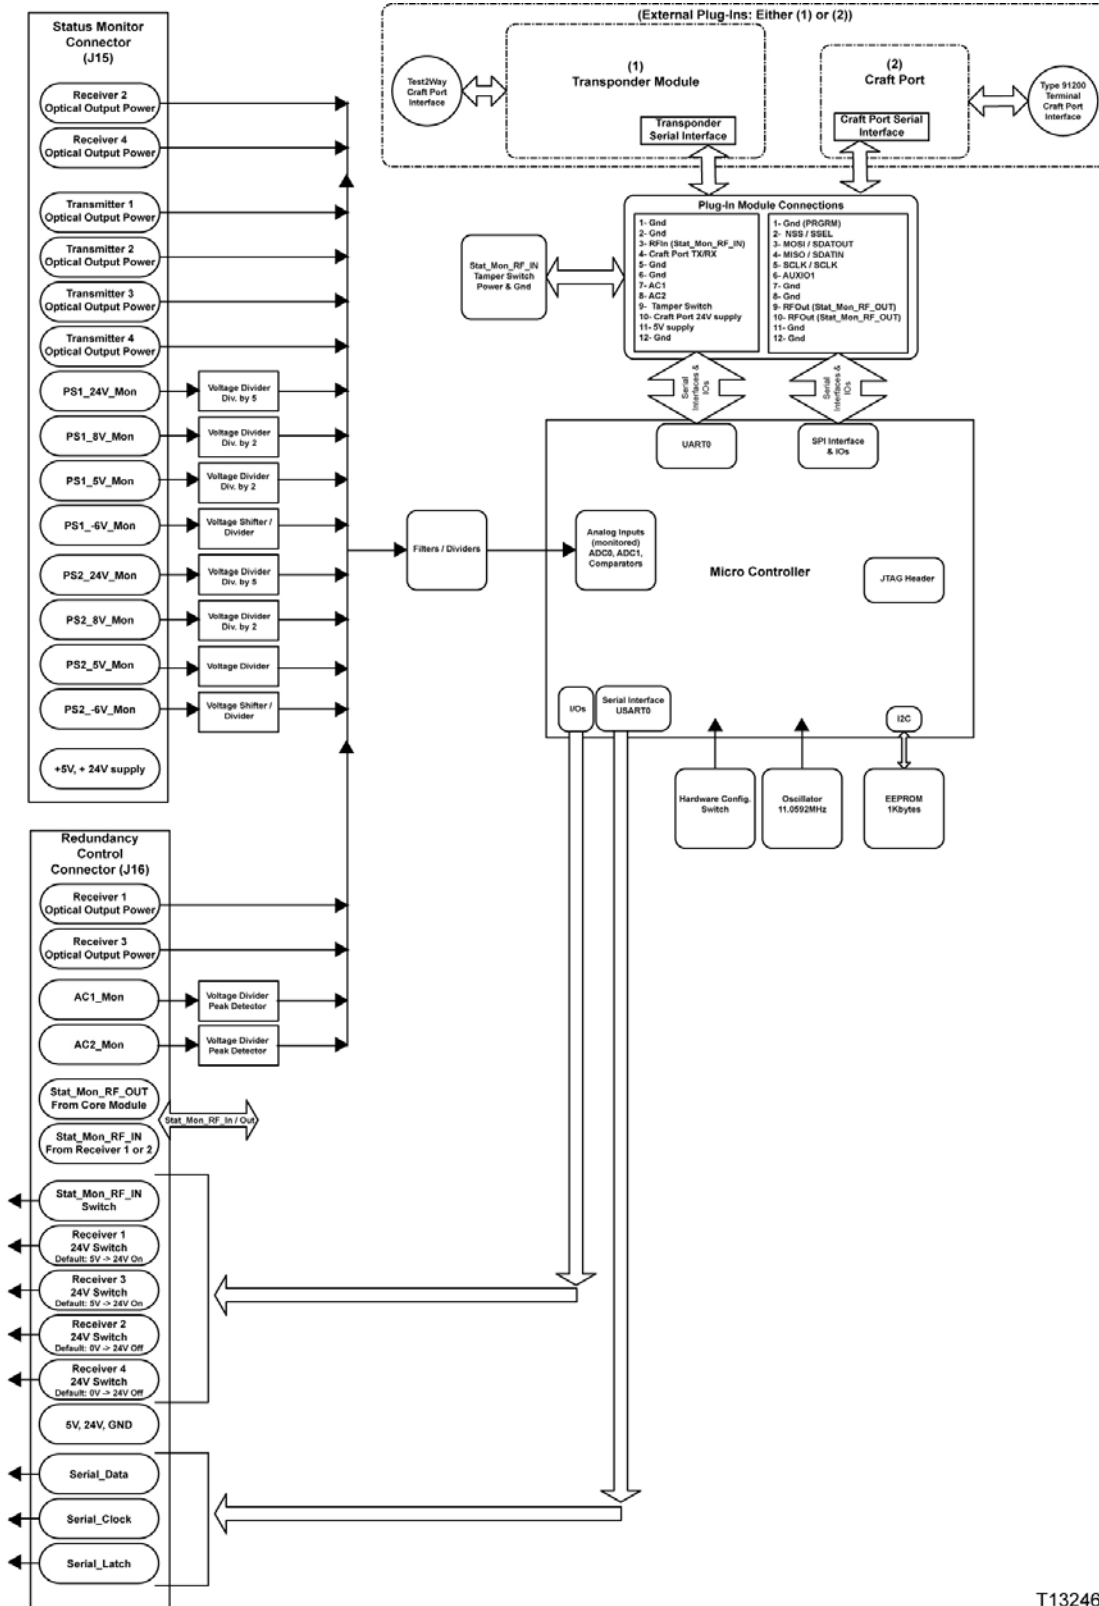 Status Monitor
Connector
(J15)
Receiver 2
Optical Output Power
Receiver 4
Optical Output Power
Transmitter 1
Optical Output Power
Transmitter 2
Optical Output Power
Transmitter 3
Optical Output Power
Transmitter 4
Optical Output Power
PS1_24V_Mon
Voltage Divider
Div. by 5
PS1_8V_Mon
Voltage Divider
Div. by 2
PS1_5V_Mon
Voltage Divider
Div. by 2
PS1_-6V_Mon
Voltage Shifter /
Divider
PS2_24V_Mon
Voltage Divider
Div. by 5
PS2_8V_Mon
Voltage Divider
Div. by 2
PS2_5V_Mon
Voltage Divider
PS2_-6V_Mon
Voltage Shifter /
Divider
+5V, + 24V supply
(External Plug-Ins: Either (1) or (2))
Test2Way
Craft Port
Interface
(1)
Transponder Module
Transponder
Serial Interface
(2)
Craft Port
Craft Port Serial
Interface
Type 91200
Terminal
Craft Port
Interface
Plug-In Module Connections
1- Gnd
2- Gnd
3- RFIn (Stat_Mon_RF_IN)
4- Craft Port TX/RX
5- Gnd
6- Gnd
7- AC1
8- AC2
9- Tamper Switch
10- Craft Port 24V supply
11- 5V supply
12- Gnd
1- Gnd (PRGRM)
2- NSS / SSEL
3- MOSI / SDATOUT
4- MISO / SDATIN
5- SCLK / SCLK
6- AUXIO1
7- Gnd
8- Gnd
9- RFOut (Stat_Mon_RF_OUT)
10- RFOut (Stat_Mon_RF_OUT)
11- Gnd
12- Gnd
Stat_Mon_RF_IN
Tamper Switch
Power & Gnd
Serial
Interfaces &
IOs
Serial
Interfaces &
IOs
UART0
SPI Interface
& IOs
Filters / Dividers
Analog Inputs
(monitored)
ADC0, ADC1,
Comparators
Micro Controller
JTAG Header
I/Os
Serial Interface
USART0
I2C
Hardware Config.
Switch
Oscillator
11.0592MHz
EEPROM
1Kbytes
Redundancy
Control
Connector (J16)
Receiver 1
Optical Output Power
Receiver 3
Optical Output Power
AC1_Mon
Voltage Divider
Peak Detector
AC2_Mon
Voltage Divider
Peak Detector
Stat_Mon_RF_OUT
From Core Module
Stat_Mon_RF_In / Out
Stat_Mon_RF_IN
From Receiver 1 or 2
Stat_Mon_RF_IN
Switch
Receiver 1
24V Switch
Default: 5V -> 24V On
Receiver 3
24V Switch
Default: 5V -> 24V On
Receiver 2
24V Switch
Default: 0V -> 24V Off
Receiver 4
24V Switch
Default: 0V -> 24V Off
5V, 24V, GND
Serial_Data
Serial_Clock
Serial_Latch
T13246